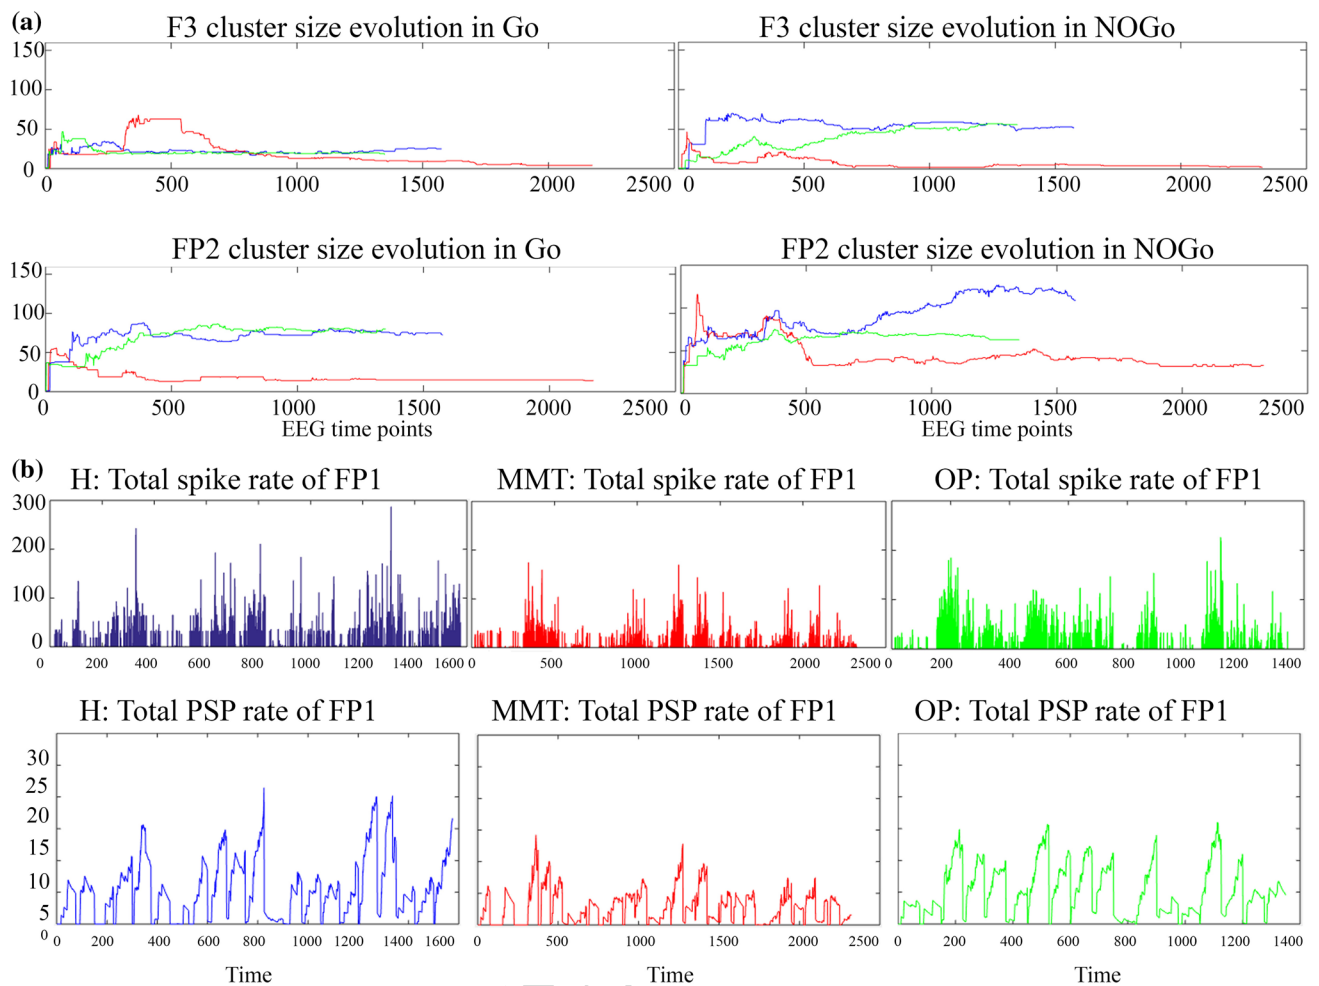 (a)
F3 cluster size evolution in Go
F3 cluster size evolution in NOGo
150
100
50
0
0 500 1000 1500 2000 2500
0 500 1000 1500 2000 2500
FP2 cluster size evolution in Go
FP2 cluster size evolution in NOGo
150
100
50
0
0 500 1000 1500 2000 2500
0 500 1000 1500 2000 2500
EEG time points
EEG time points
(b)
H: Total spike rate of FP1
MMT: Total spike rate of FP1
OP: Total spike rate of FP1
300
200
100
0
0 200 400 600 800 1000 1200 1400 1600
0 500 1000 1500 2000 2500
0 200 400 600 800 1000 1200 1400
H: Total PSP rate of FP1
MMT: Total PSP rate of FP1
OP: Total PSP rate of FP1
30
25
20
15
10
5
0
0 200 400 600 800 1000 1200 1400 1600
0 500 1000 1500 2000 2500
0 200 400 600 800 1000 1200 1400
Time
Time
Time